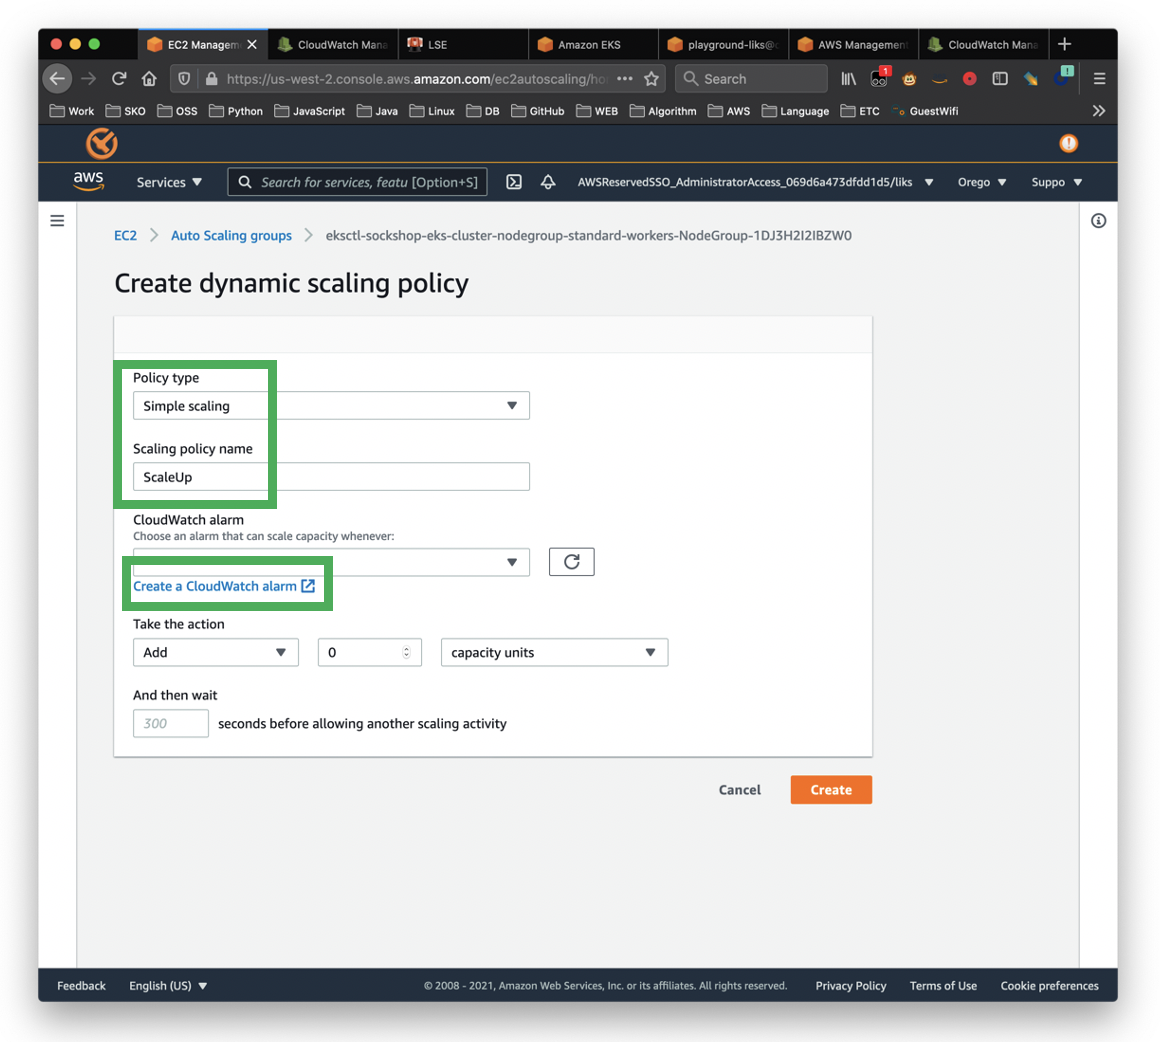 EC2 Managem
CloudWatch Mana
LSE
Amazon EKS
playground-liks@
AWS Management
CloudWatch Mana
https://us-west-2.console.aws.amazon.com/ec2autoscaling/ho
Search
1
!
Work
SKO
OSS
Python
JavaScript
Java
Linux
DB
GitHub
WEB
Algorithm
AWS
Language
ETC
GuestWifi
aws
Services
Search for services, featu [Option+S]
AWSReservedSSO_AdministratorAccess_069d6a473dfdd1d5/liks
Orego
Suppo
EC2 > Auto Scaling groups > eksctl-sockshop-eks-cluster-nodegroup-standard-workers-NodeGroup-1DJ3H2I2IBZW0
Create dynamic scaling policy
Policy type
Simple scaling
Scaling policy name
ScaleUp
CloudWatch alarm
Choose an alarm that can scale capacity whenever:
Create a CloudWatch alarm
Take the action
Add
0
capacity units
And then wait
300
seconds before allowing another scaling activity
Cancel
Create
Feedback
English (US)
© 2008 - 2021, Amazon Web Services, Inc. or its affiliates. All rights reserved.
Privacy Policy
Terms of Use
Cookie preferences